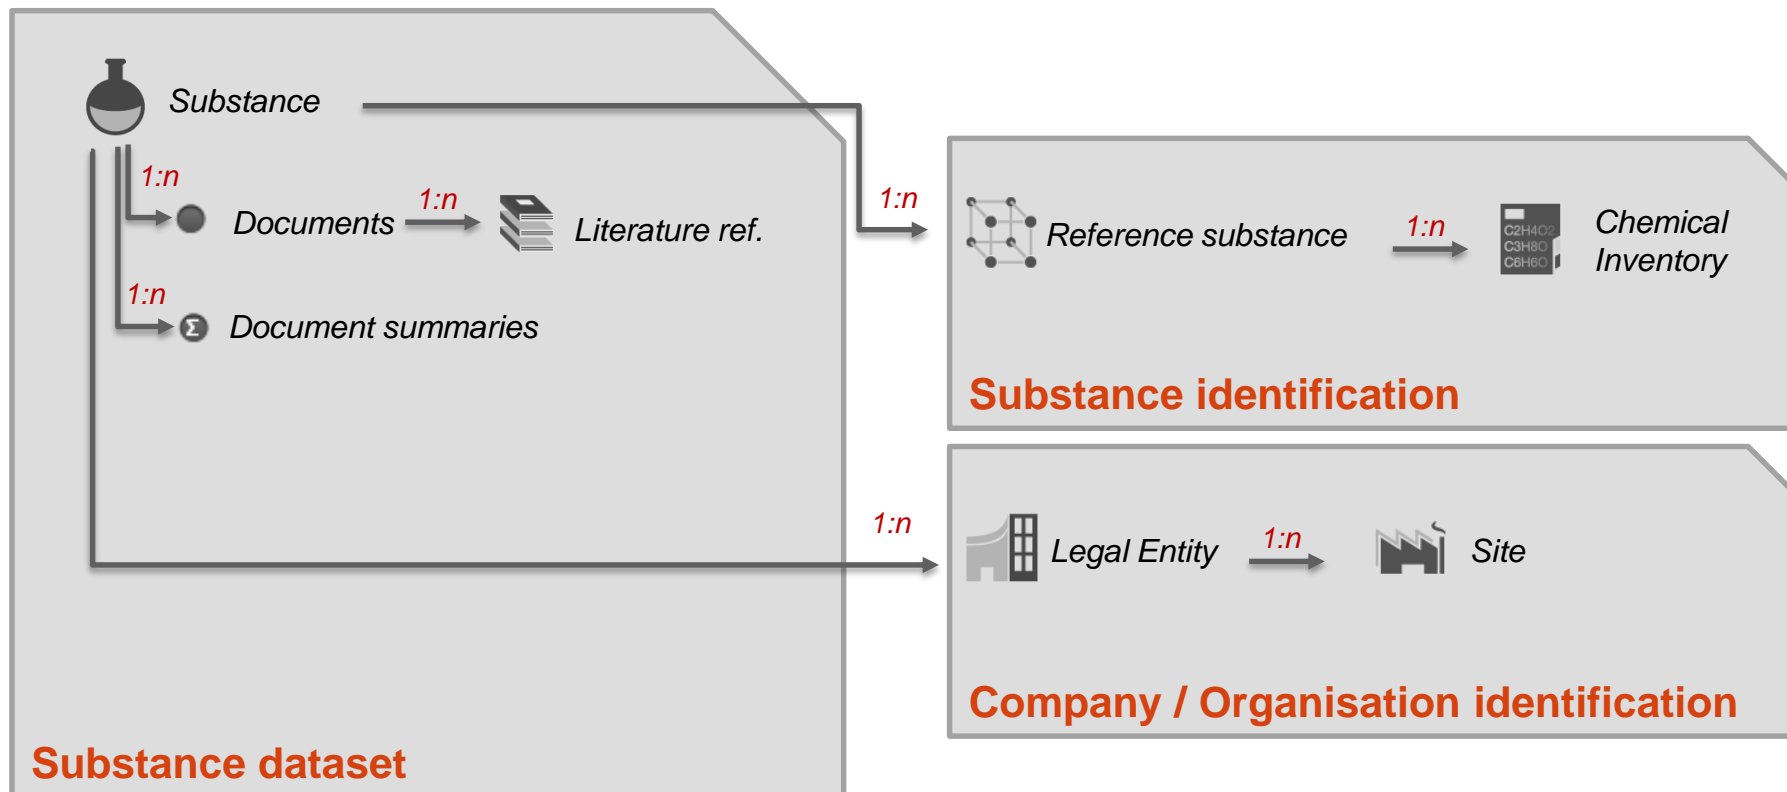 Substance
1:n
Documents
1:n
Literature ref.
1:n
Document summaries
Substance dataset
1:n
Reference substance
1:n
C2H4O2
C3H8O
C6H6O
Chemical
Inventory
Substance identification
1:n
Legal Entity
1:n
Site
Company / Organisation identification